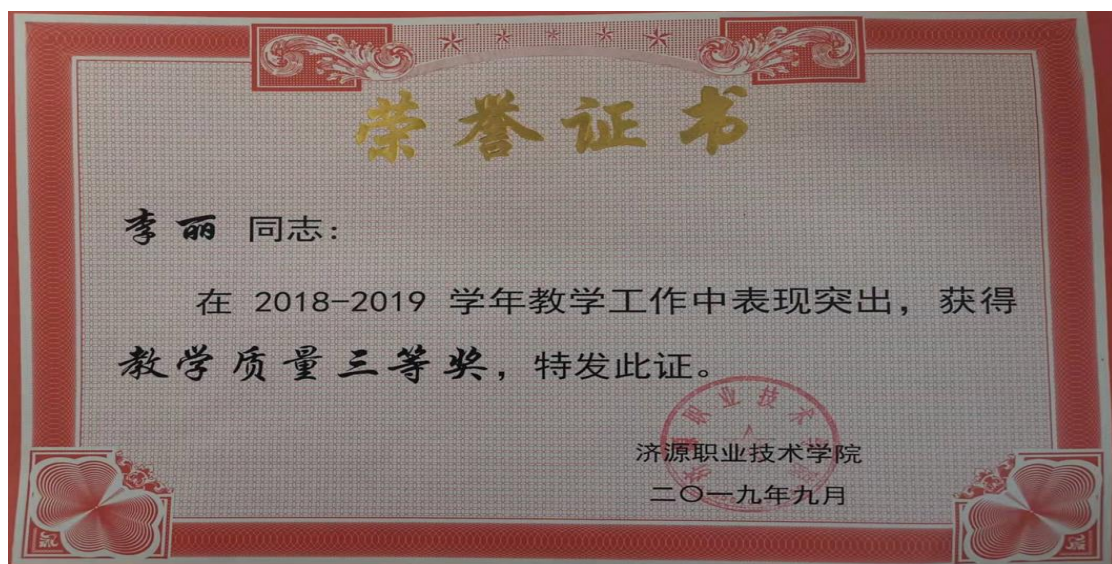 荣誉证书
李丽 同志:
在 2018-2019 学年教学工作中表现突出，获得
教学质量三等奖，特发此证。
济源职业技术学院
二〇一九年九月